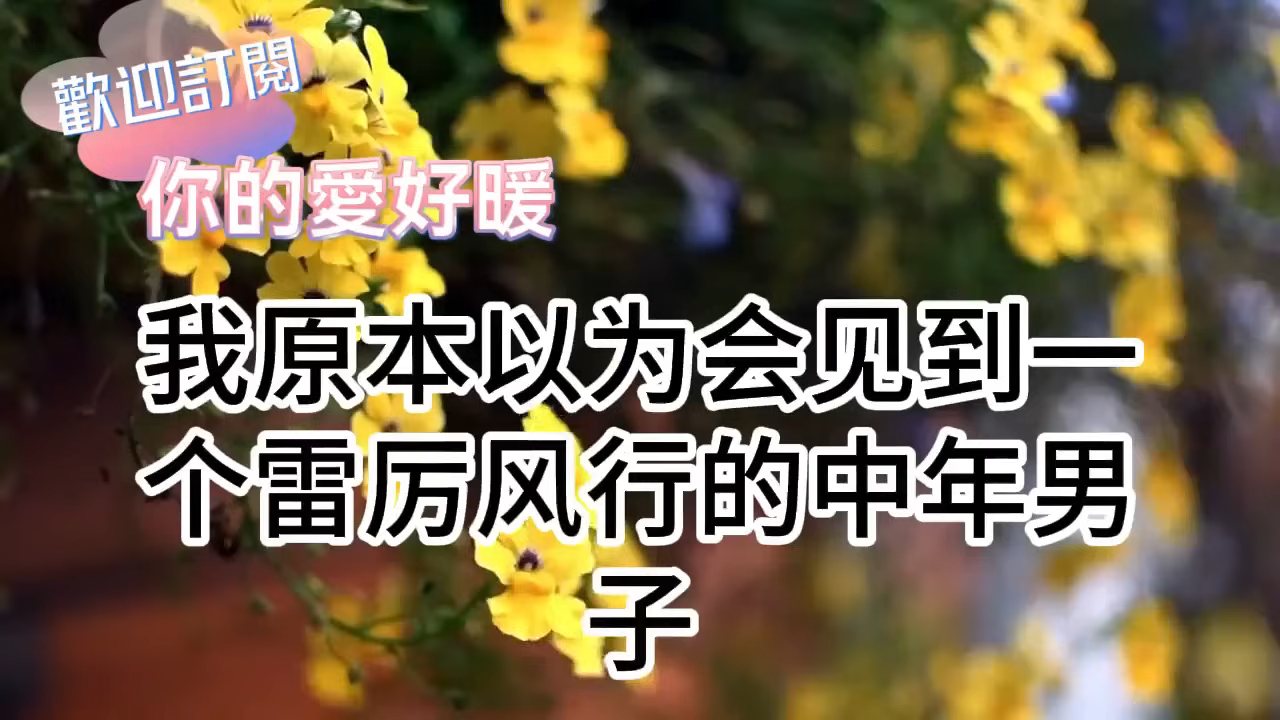 歡迎訂閱
你的愛好暖
我原本以为会见到一
个雷厉风行的中年男
子